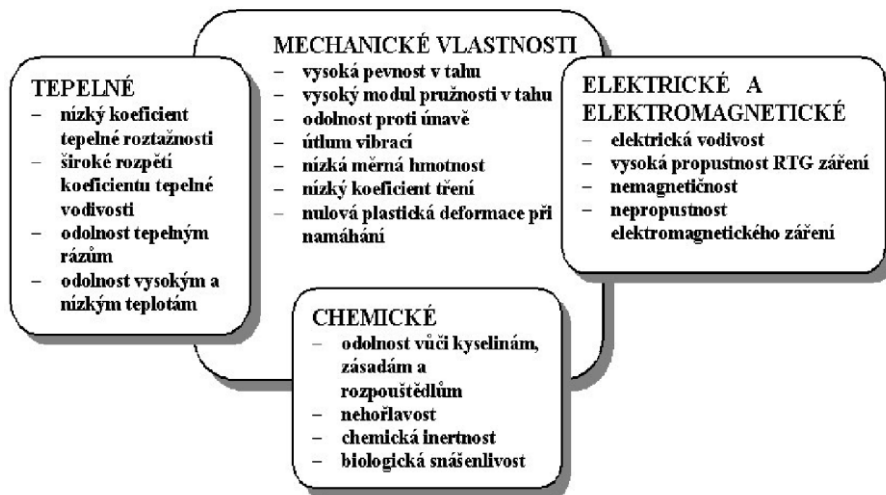 MECHANICKÉ VLASTNOSTI
– vysoká pevnost v tahu
– vysoký modul pružnosti v tahu
– odolnost proti únavě
– útlum vibrací
– nízká měrná hmotnost
– nízký koeficient tření
– nulová plastická deformace při
namáhání
TEPELNÉ
– nízký koeficient
tepelné roztažnosti
– široké rozpětí
koeficientu tepelné
vodivosti
– odolnost tepelným
rázům
– odolnost vysokým a
nízkým teplotám
ELEKTRICKÉ A
ELEKTROMAGNETICKÉ
– elektrická vodivost
– vysoká propustnost RTG záření
– nemagnetičnost
– nepropustnost
elektromagnetického záření
CHEMICKÉ
– odolnost vůči kyselinám,
zásadám a
rozpouštědlům
– nehořlavost
– chemická inertnost
– biologická snášenlivost